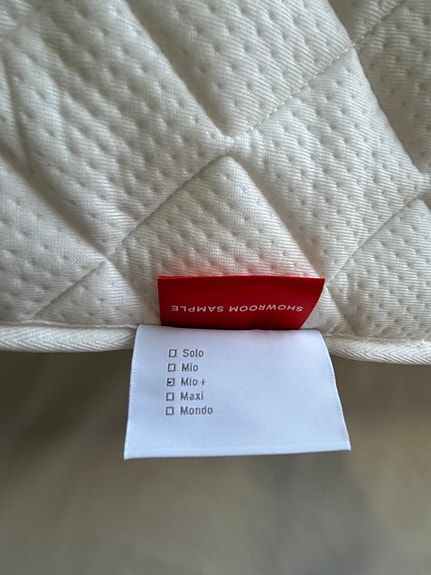 SHOWROOM SAMPLE
☐ Solo
☐ Mio
☑ Mio +
☐ Maxi
☐ Mondo